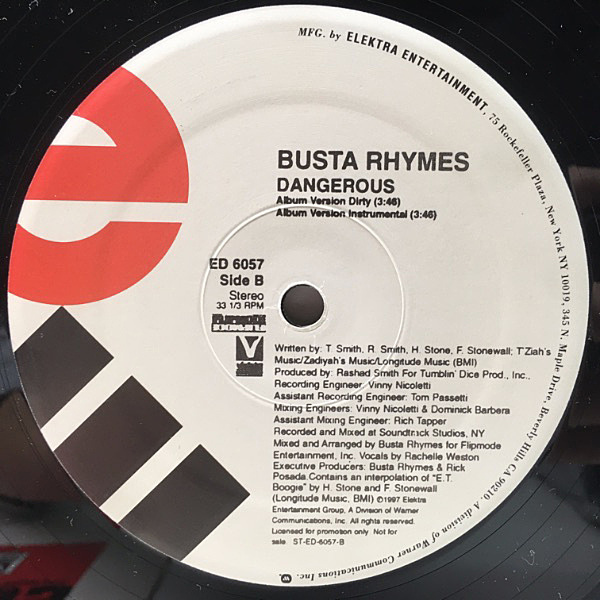 MFG. by ELEKTRA ENTERTAINMENT, 75 Rockefeller Plaza, New York NY 10019, 345 N. Maple Drive, Beverly Hills CA 90210. A division of Warner Communications Inc.
BUSTA RHYMES
DANGEROUS
Album Version Dirty (3:46)
Album Version Instrumental (3:46)
ED 6057
Side B
Stereo
33 1/3 RPM
FLIPMODE
V
Written by: T. Smith, R. Smith, H. Stone, F. Stonewall; T'Ziah's
Music/Zadiyah's Music/Longitude Music (BMI)
Produced by: Rashad Smith For Tumblin' Dice Prod., Inc.,
Recording Engineer: Vinny Nicoletti
Assistant Recording Engineer: Tom Passetti
Mixing Engineers: Vinny Nicoletti & Dominick Barbera
Assistant Mixing Engineer: Rich Tapper
Recorded and Mixed at Soundtrack Studios, NY
Mixed and Arranged by Busta Rhymes for Flipmode
Entertainment, Inc. Vocals by Rachelle Weston
Executive Producers: Busta Rhymes & Rick
Posada.Contains an interpolation of "E.T.
Boogie" by H. Stone and F. Stonewall
(Longitude Music, BMI) ©1997 Elektra
Entertainment Group, A Division of Warner
Communications, Inc. All rights reserved.
Licensed for promotion only Not for
sale ST-ED-6057-B